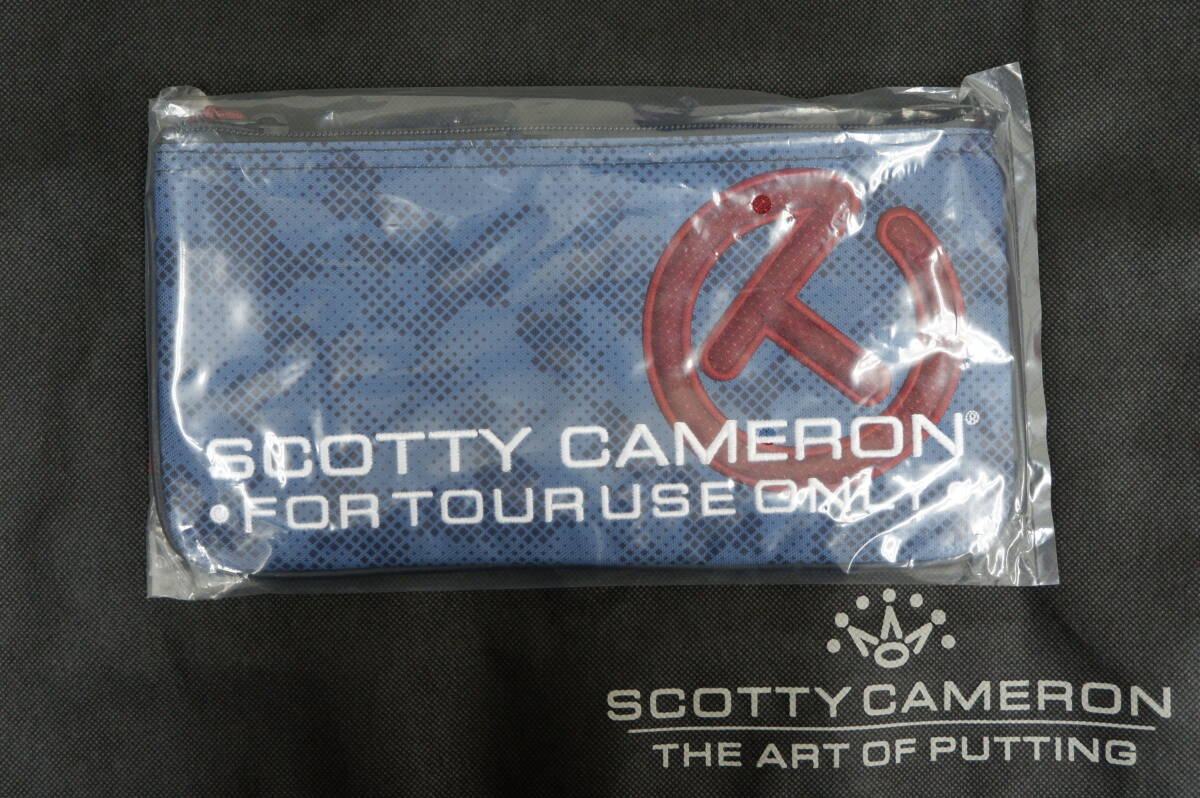 SCOTTY CAMERON®
•FOR TOUR USE ONLY•
SCOTTY CAMERON
THE ART OF PUTTING